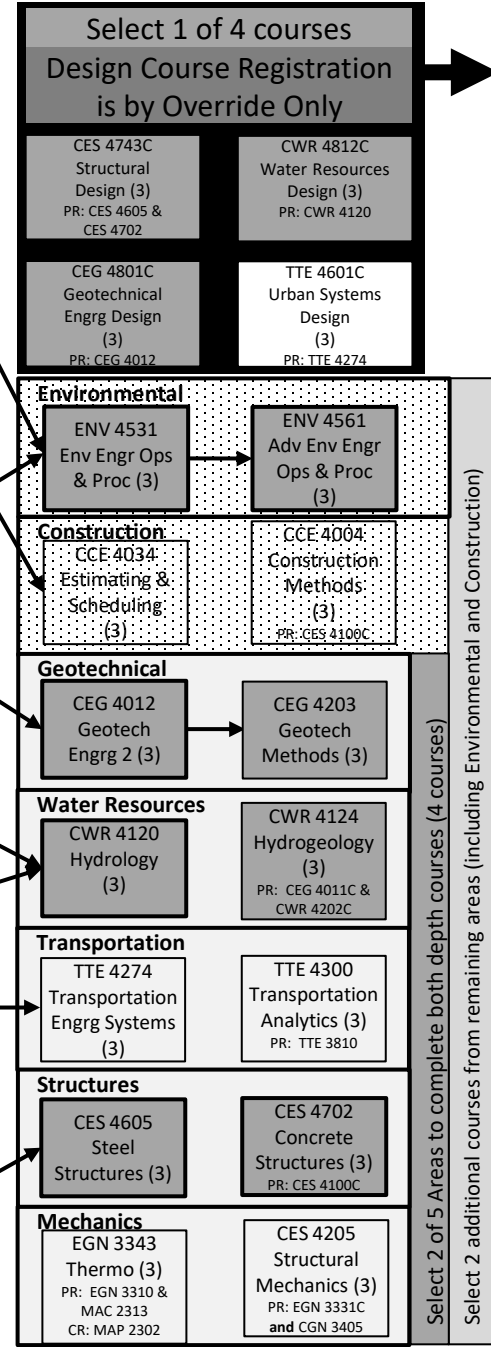 Select 1 of 4 courses
Design Course Registration
is by Override Only
CES 4743C
Structural
Design (3)
PR: CES 4605 &
CES 4702
CWR 4812C
Water Resources
Design (3)
PR: CWR 4120
CEG 4801C
Geotechnical
Engrg Design
(3)
PR: CEG 4012
TTE 4601C
Urban Systems
Design
(3)
PR: TTE 4274
Environmental
ENV 4531
Env Engr Ops
& Proc (3)
ENV 4561
Adv Env Engr
Ops & Proc
(3)
Construction
CCE 4034
Estimating &
Scheduling
(3)
CCE 4004
Construction
Methods
(3)
PR: CES 4100C
Geotechnical
CEG 4012
Geotech
Engrg 2 (3)
CEG 4203
Geotech
Methods (3)
Water Resources
CWR 4120
Hydrology
(3)
CWR 4124
Hydrogeology
(3)
PR: CEG 4011C &
CWR 4202C
Transportation
TTE 4274
Transportation
Engrg Systems
(3)
TTE 4300
Transportation
Analytics (3)
PR: TTE 3810
Structures
CES 4605
Steel
Structures (3)
CES 4702
Concrete
Structures (3)
PR: CES 4100C
Mechanics
EGN 3343
Thermo (3)
PR: EGN 3310 &
MAC 2313
CR: MAP 2302
CES 4205
Structural
Mechanics (3)
PR: EGN 3331C
and CGN 3405
Select 2 of 5 Areas to complete both depth courses (4 courses)
Select 2 additional courses from remaining areas (including Environmental and Construction)